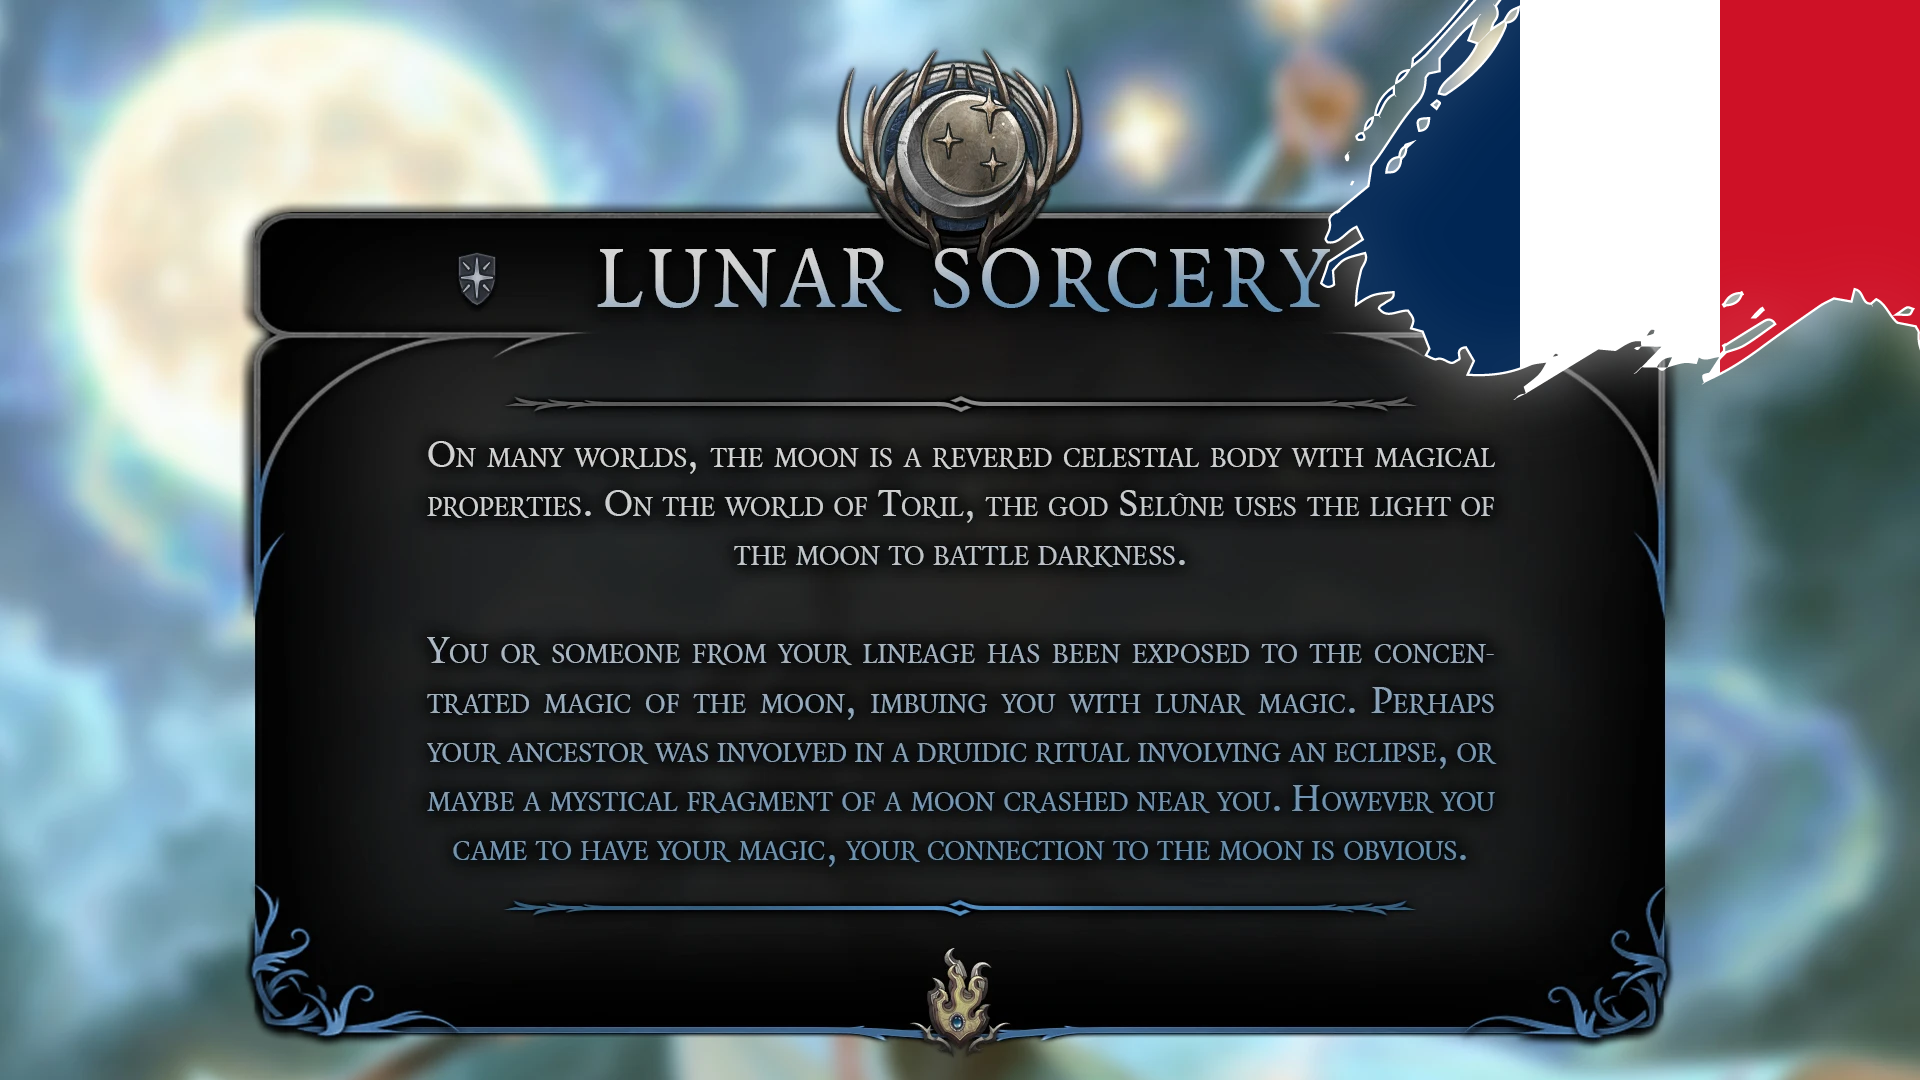 LUNAR SORCERY
On many worlds, the moon is a revered celestial body with magical
properties. On the world of Toril, the god Selûne uses the light of
the moon to battle darkness.
You or someone from your lineage has been exposed to the concen-
trated magic of the moon, imbuing you with lunar magic. Perhaps
your ancestor was involved in a druidic ritual involving an eclipse, or
maybe a mystical fragment of a moon crashed near you. However you
came to have your magic, your connection to the moon is obvious.